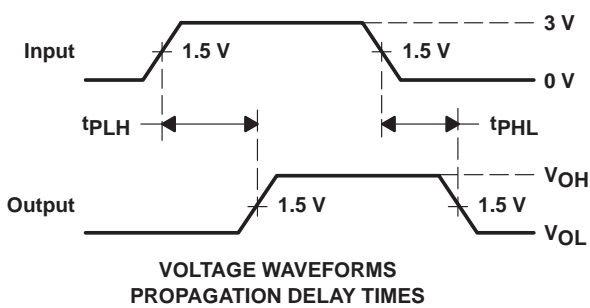 3 V
Input 1.5 V 1.5 V
0 V
tPLH tPHL
VOH
Output 1.5 V 1.5 V
VOL
VOLTAGE WAVEFORMS
PROPAGATION DELAY TIMES